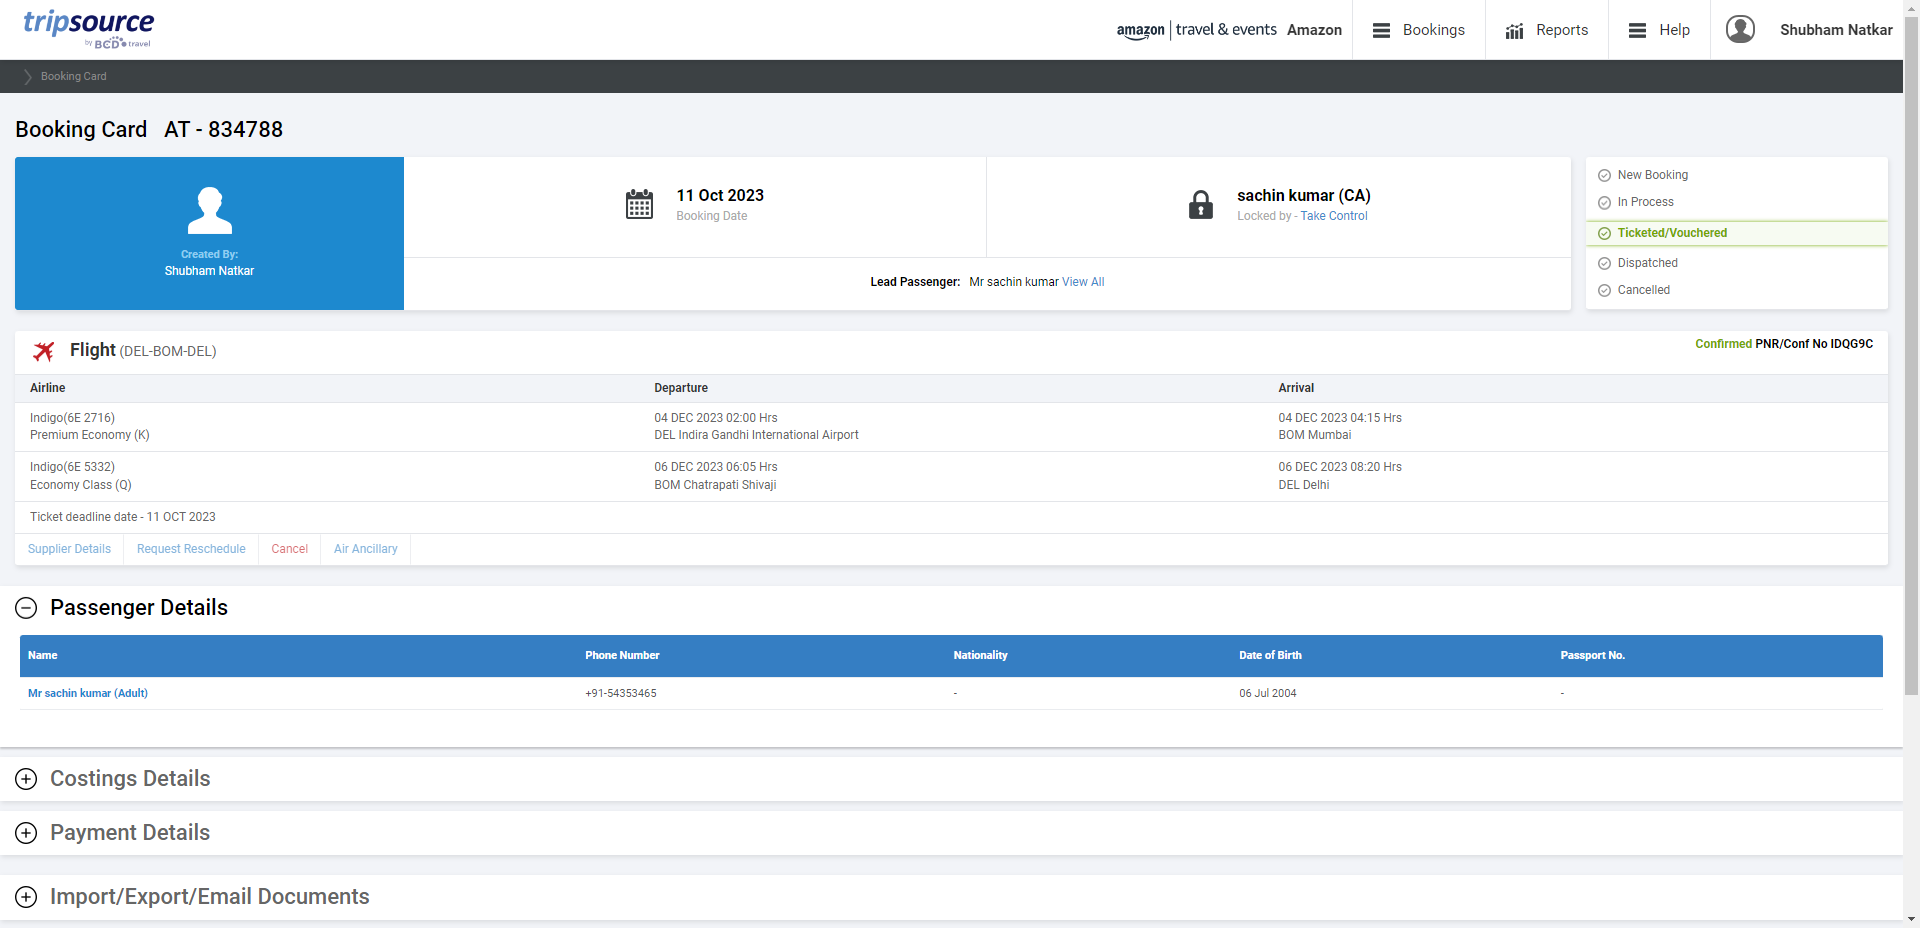 tripsource
by BCD travel
amazon | travel & events Amazon
Bookings
Reports
Help
Shubham Natkar
Booking Card
Booking Card AT - 834788
Created By:
Shubham Natkar
11 Oct 2023
Booking Date
sachin kumar (CA)
Locked by - Take Control
Lead Passenger: Mr sachin kumar View All
New Booking
In Process
Ticketed/Vouchered
Dispatched
Cancelled
Flight (DEL-BOM-DEL)
Confirmed PNR/Conf No IDQG9C
Airline Departure Arrival
Indigo(6E 2716) 04 DEC 2023 02:00 Hrs 04 DEC 2023 04:15 Hrs
Premium Economy (K) DEL Indira Gandhi International Airport BOM Mumbai
Indigo(6E 5332) 06 DEC 2023 06:05 Hrs 06 DEC 2023 08:20 Hrs
Economy Class (Q) BOM Chatrapati Shivaji DEL Delhi
Ticket deadline date - 11 OCT 2023
Supplier Details Request Reschedule Cancel Air Ancillary
Passenger Details
Name Phone Number Nationality Date of Birth Passport No.
Mr sachin kumar (Adult) +91-54353465 - 06 Jul 2004 -
Costings Details
Payment Details
Import/Export/Email Documents